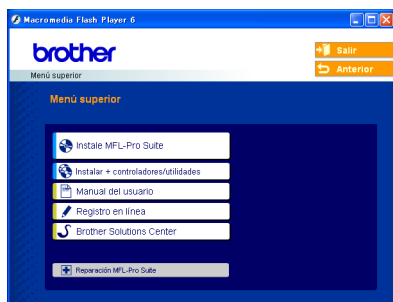 Macromedia Flash Player 6
brother
Salir
Anterior
Menú superior
Menú superior
Instale MFL-Pro Suite
Instalar + controladores/utilidades
Manual del usuario
Registro en línea
Brother Solutions Center
Reparación MFL-Pro Suite